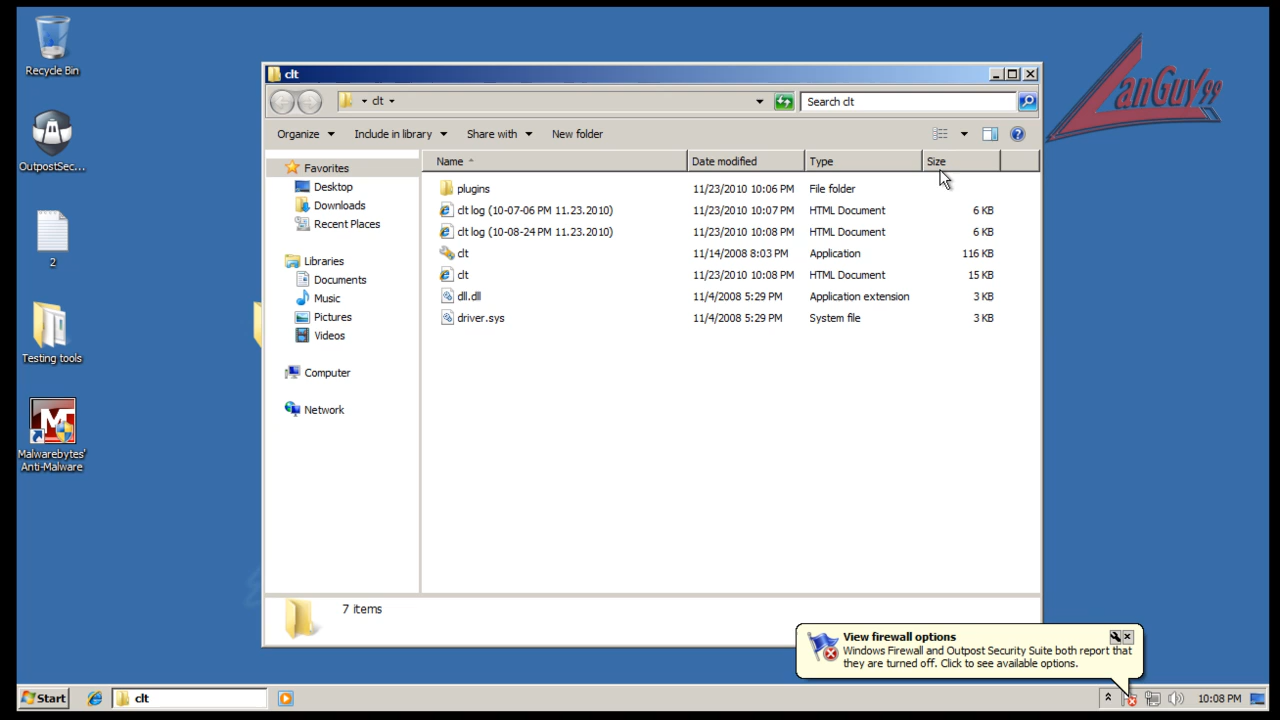 Recycle Bin
OutpostSec...
2
Testing tools
Malwarebytes'
Anti-Malware
LanGuy99
clt
clt
Search clt
Organize
Include in library
Share with
New folder
Favorites
Desktop
Downloads
Recent Places
Libraries
Documents
Music
Pictures
Videos
Computer
Network
Name Date modified Type Size
plugins 11/23/2010 10:06 PM File folder
clt log (10-07-06 PM 11.23.2010) 11/23/2010 10:07 PM HTML Document 6 KB
clt log (10-08-24 PM 11.23.2010) 11/23/2010 10:08 PM HTML Document 6 KB
clt 11/14/2008 8:03 PM Application 116 KB
clt 11/23/2010 10:08 PM HTML Document 15 KB
dll.dll 11/4/2008 5:29 PM Application extension 3 KB
driver.sys 11/4/2008 5:29 PM System file 3 KB
7 items
View firewall options
Windows Firewall and Outpost Security Suite both report that
they are turned off. Click to see available options.
Start
clt
10:08 PM